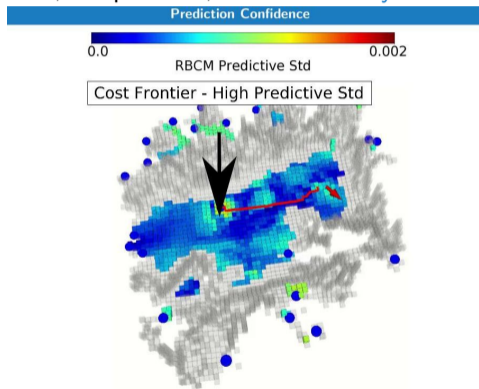 Prediction Confidence
0.0 0.002
RBCM Predictive Std
Cost Frontier - High Predictive Std